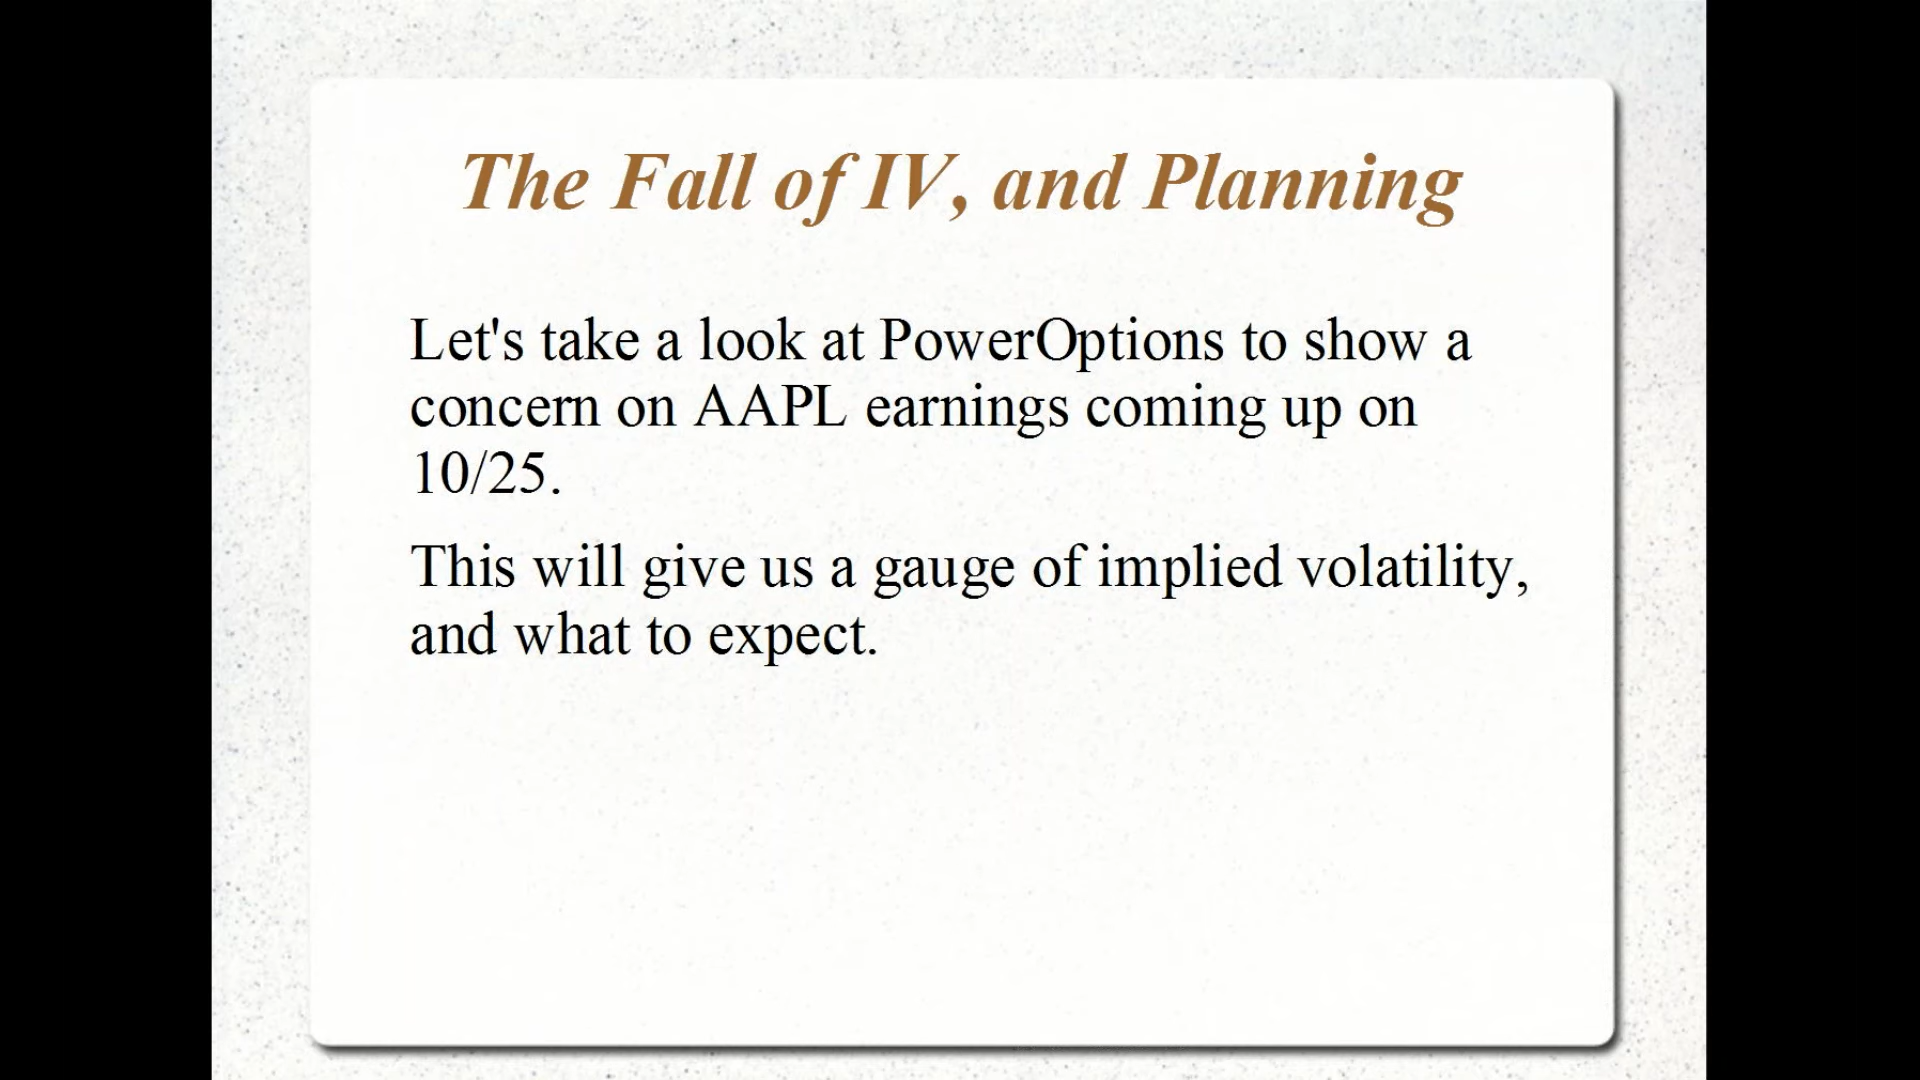 The Fall of IV, and Planning
Let's take a look at PowerOptions to show a
concern on AAPL earnings coming up on
10/25.
This will give us a gauge of implied volatility,
and what to expect.